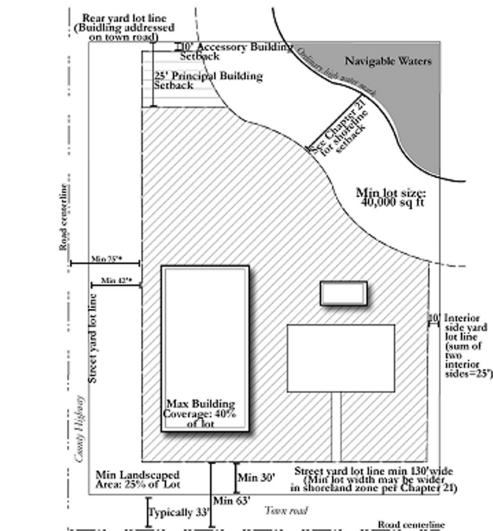 Rear yard lot line
(Buidling addressed
on town road)
10' Accessory Building
Setback
25' Principal Building
Setback
Ordinary high water mark
Navigable Waters
See Chapter 21
for shoreline
setback
Min lot size:
40,000 sq ft
Road centerline
Min 75'*
Min 42'*
Street yard lot line
County Highway
10' Interior
side yard
lot line
(sum of
two
interior
sides=25')
Max Building
Coverage: 40%
of lot
Min Landscaped
Area: 25% of Lot
Min 30'
Min 63'
Typically 33'
Street yard lot line min 130'wide
(Min lot width may be wider
in shoreland zone per Chapter 21)
Town road
Road centerline